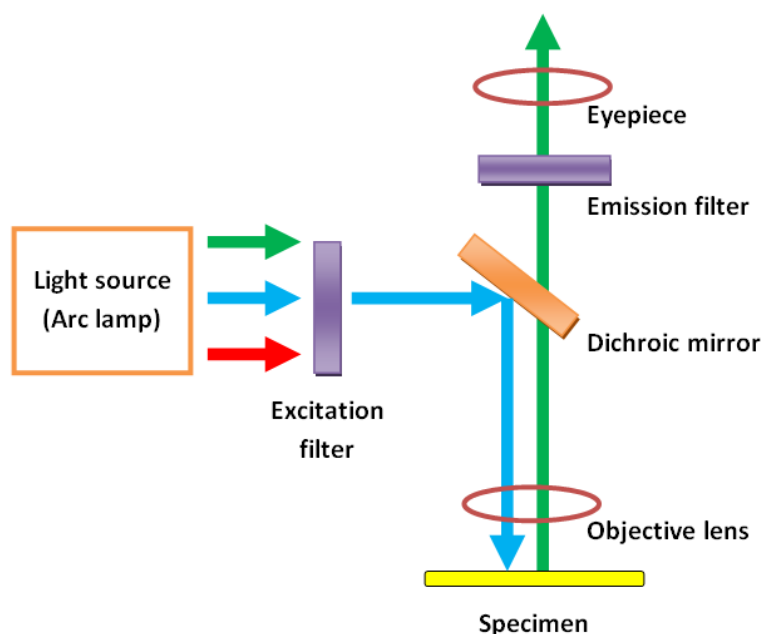 Eyepiece
Emission filter
Light source
(Arc lamp)
Dichroic mirror
Excitation
filter
Objective lens
Specimen